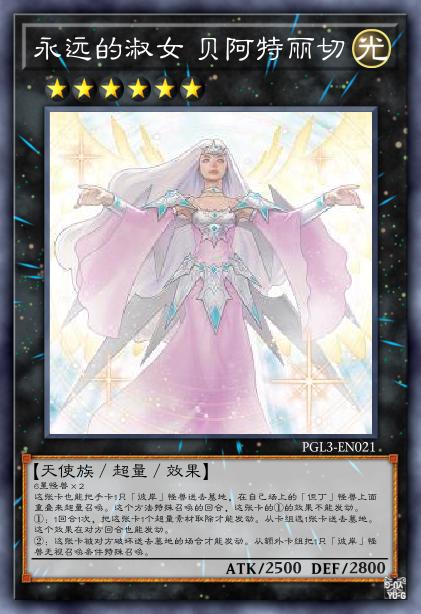 永远的淑女 贝阿特丽切 光
PGL3-EN021
【天使族／超量／效果】
6星怪兽×2
这张卡也能把手卡1只「彼岸」怪兽送去墓地，在自己场上的「但丁」怪兽上面
重叠来超量召唤。这个方法特殊召唤的回合，这张卡的①的效果不能发动。
①：1回合1次，把这张卡1个超量素材取除才能发动。从卡组选1张卡送去墓地。
这个效果在对方回合也能发动。
②：这张卡被对方破坏送去墓地的场合才能发动。从额外卡组把1只「彼岸」怪
兽无视召唤条件特殊召唤。
ATK/2500 DEF/2800